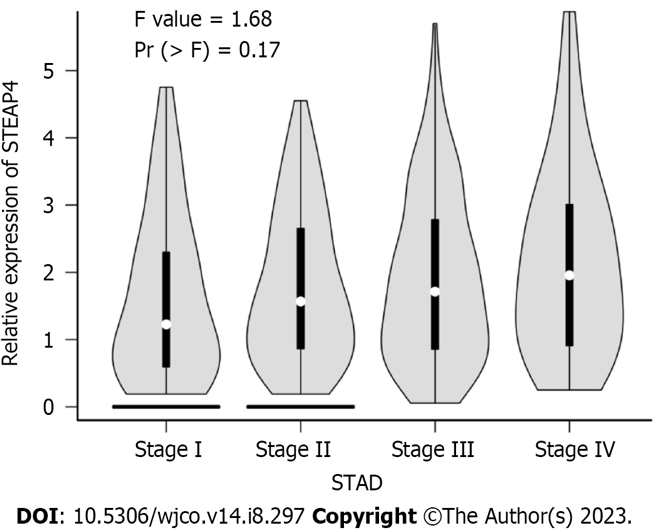 F value = 1.68
Pr (> F) = 0.17
Relative expression of STEAP4
5
4
3
2
1
0
Stage I Stage II Stage III Stage IV
STAD
DOI: 10.5306/wjco.v14.i8.297 Copyright ©The Author(s) 2023.